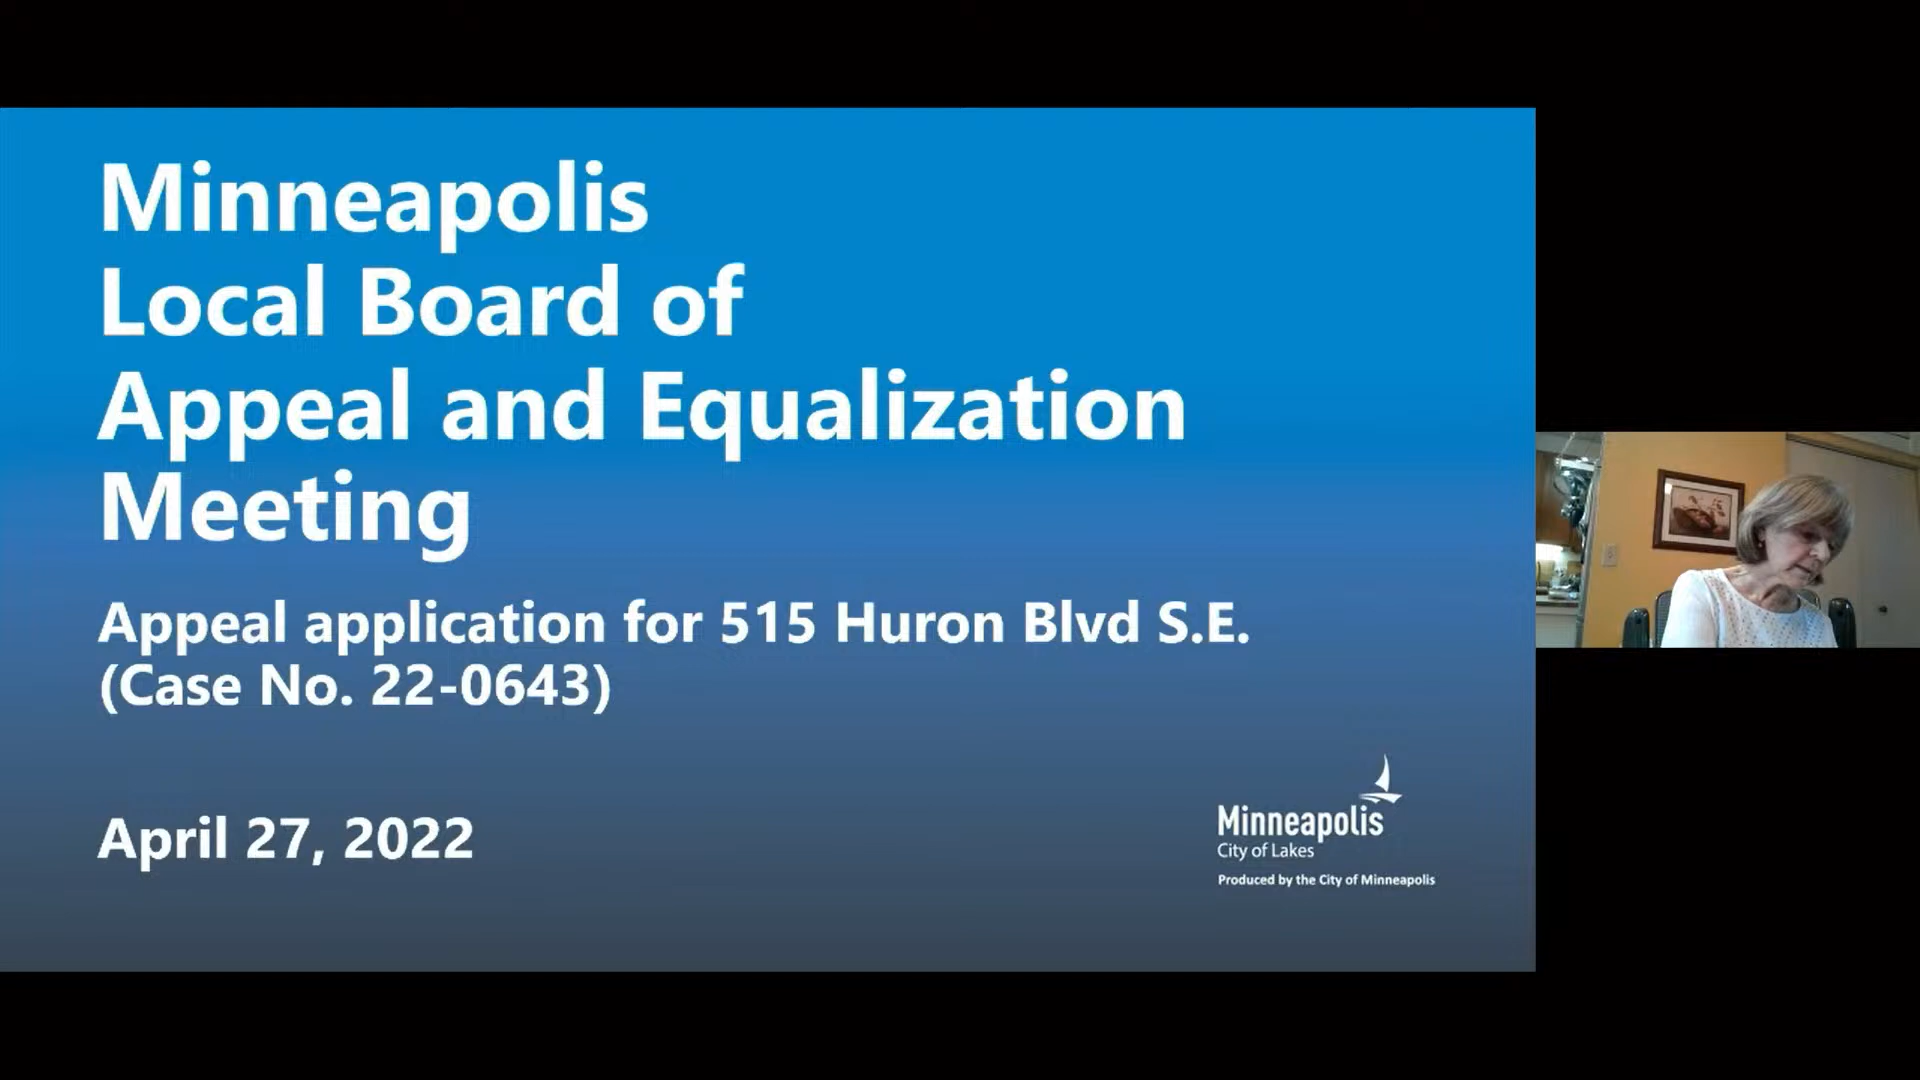 Minneapolis
Local Board of
Appeal and Equalization
Meeting
Appeal application for 515 Huron Blvd S.E.
(Case No. 22-0643)
April 27, 2022
Minneapolis
City of Lakes
Produced by the City of Minneapolis